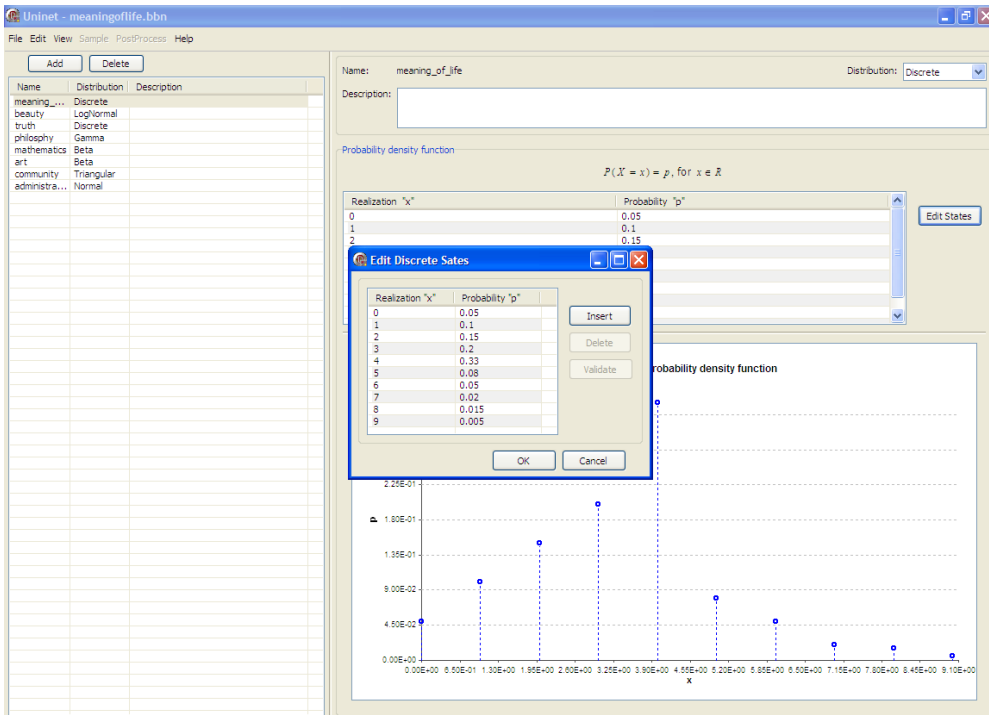 Uninet - meaningoflife.bbn
File Edit View Sample PostProcess Help
Add Delete
Name Distribution Description
meaning_... Discrete
beauty LogNormal
truth Discrete
philosphy Gamma
mathematics Beta
art Beta
community Triangular
administra... Normal
Name: meaning_of_life Distribution: Discrete
Description:
Probability density function
P(X = x) = p, for x ∈ R
Realization "x" Probability "p"
0 0.05
1 0.1
2 0.15
Edit States
Edit Discrete Sates
Realization "x" Probability "p"
0 0.05
1 0.1
2 0.15
3 0.2
4 0.33
5 0.08
6 0.05
7 0.02
8 0.015
9 0.005
Insert
Delete
Validate
OK Cancel
robability density function
2.25E-01
1.80E-01
1.35E-01
9.00E-02
4.50E-02
0.00E+00
p
0.00E+00 6.50E-01 1.30E+00 1.95E+00 2.60E+00 3.25E+00 3.90E+00 4.55E+00 5.20E+00 5.85E+00 6.50E+00 7.15E+00 7.80E+00 8.45E+00 9.10E+00
x